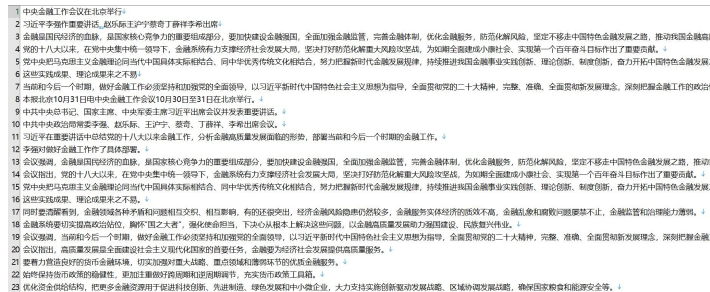 1 中央金融工作会议在北京举行
2 习近平李强作重要讲话 赵乐际王沪宁蔡奇丁薛祥李希出席
3 金融是国民经济的血脉，是国家核心竞争力的重要组成部分，要加快建设金融强国，全面加强金融监管，完善金融体制，优化金融服务，防范化解风险，坚定不移走中国特色金融发展之路，推动我国金融高
4 党的十八大以来，在党中央集中统一领导下，金融系统有力支撑经济社会发展大局，坚决打好防范化解重大风险攻坚战，为如期全面建成小康社会、实现第一个百年奋斗目标作出了重要贡献。
5 党中央把马克思主义金融理论同当代中国具体实际相结合、同中华优秀传统文化相结合，努力把握新时代金融发展规律，持续推进我国金融事业实践创新、理论创新、制度创新，奋力开拓中国特色金融发展
6 这些实践成果、理论成果来之不易
7 当前和今后一个时期，做好金融工作必须坚持和加强党的全面领导，以习近平新时代中国特色社会主义思想为指导，全面贯彻党的二十大精神，完整、准确、全面贯彻新发展理念，深刻把握金融工作的政治
8 本报北京10月31日电中央金融工作会议10月30日至31日在北京举行。
9 中共中央总书记、国家主席、中央军委主席习近平出席会议并发表重要讲话。
10 中共中央政治局常委李强、赵乐际、王沪宁、蔡奇、丁薛祥、李希出席会议。
11 习近平在重要讲话中总结党的十八大以来金融工作，分析金融高质量发展面临的形势，部署当前和今后一个时期的金融工作。
12 李强对做好金融工作作了具体部署。
13 会议强调，金融是国民经济的血脉，是国家核心竞争力的重要组成部分，要加快建设金融强国，全面加强金融监管，完善金融体制，优化金融服务，防范化解风险，坚定不移走中国特色金融发展之路，推动
14 会议指出，党的十八大以来，在党中央集中统一领导下，金融系统有力支撑经济社会发展大局，坚决打好防范化解重大风险攻坚战，为如期全面建成小康社会、实现第一个百年奋斗目标作出了重要贡献。
15 党中央把马克思主义金融理论同当代中国具体实际相结合、同中华优秀传统文化相结合，努力把握新时代金融发展规律，持续推进我国金融事业实践创新、理论创新、制度创新，奋力开拓中国特色金融发展
16 这些实践成果、理论成果来之不易。
17 同时要清醒看到，金融领域各种矛盾和问题相互交织、相互影响，有的还很突出，经济金融风险隐患仍然较多，金融服务实体经济的质效不高，金融乱象和腐败问题屡禁不止，金融监管和治理能力薄弱。
18 金融系统要切实提高政治站位，胸怀“国之大者”，强化使命担当，下决心从根本上解决这些问题，以金融高质量发展助力强国建设、民族复兴伟业。
19 会议强调，当前和今后一个时期，做好金融工作必须坚持和加强党的全面领导，以习近平新时代中国特色社会主义思想为指导，全面贯彻党的二十大精神，完整、准确、全面贯彻新发展理念，深刻把握金融
20 会议指出，高质量发展是全面建设社会主义现代化国家的首要任务，金融要为经济社会发展提供高质量服务。
21 要着力营造良好的货币金融环境，切实加强对重大战略、重点领域和薄弱环节的优质金融服务。
22 始终保持货币政策的稳健性，更加注重做好跨周期和逆周期调节，充实货币政策工具箱。
23 优化资金供给结构，把更多金融资源用于促进科技创新、先进制造、绿色发展和中小微企业，大力支持实施创新驱动发展战略、区域协调发展战略，确保国家粮食和能源安全等。